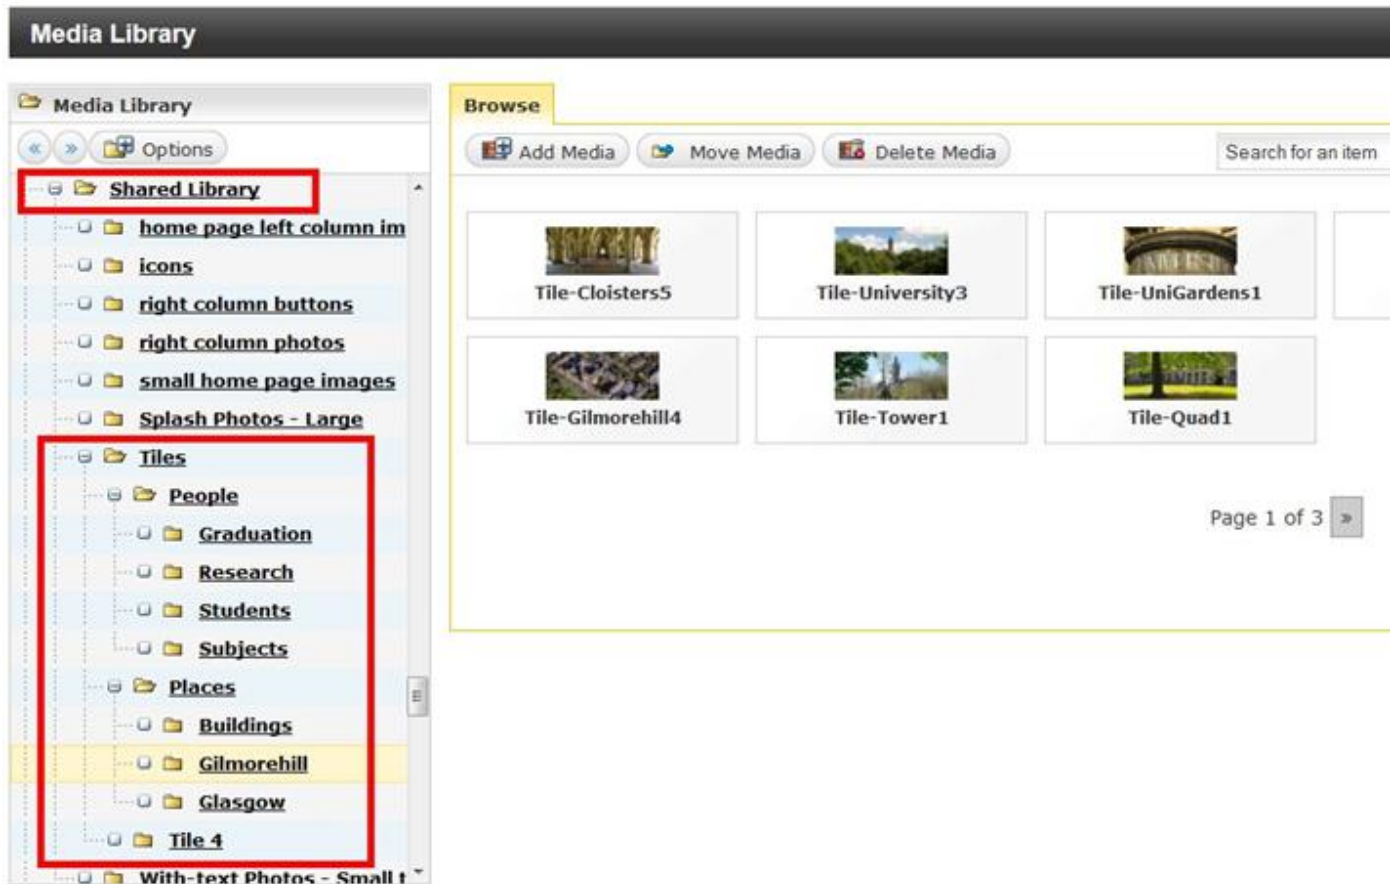 Media Library
Media Library
« » Options
Shared Library
home page left column im
icons
right column buttons
right column photos
small home page images
Splash Photos - Large
Tiles
People
Graduation
Research
Students
Subjects
Places
Buildings
Gilmorehill
Glasgow
Tile 4
With-text Photos - Small t
Browse
Add Media Move Media Delete Media Search for an item
Tile-Cloisters5 Tile-University3 Tile-UniGardens1
Tile-Gilmorehill4 Tile-Tower1 Tile-Quad1
Page 1 of 3 »